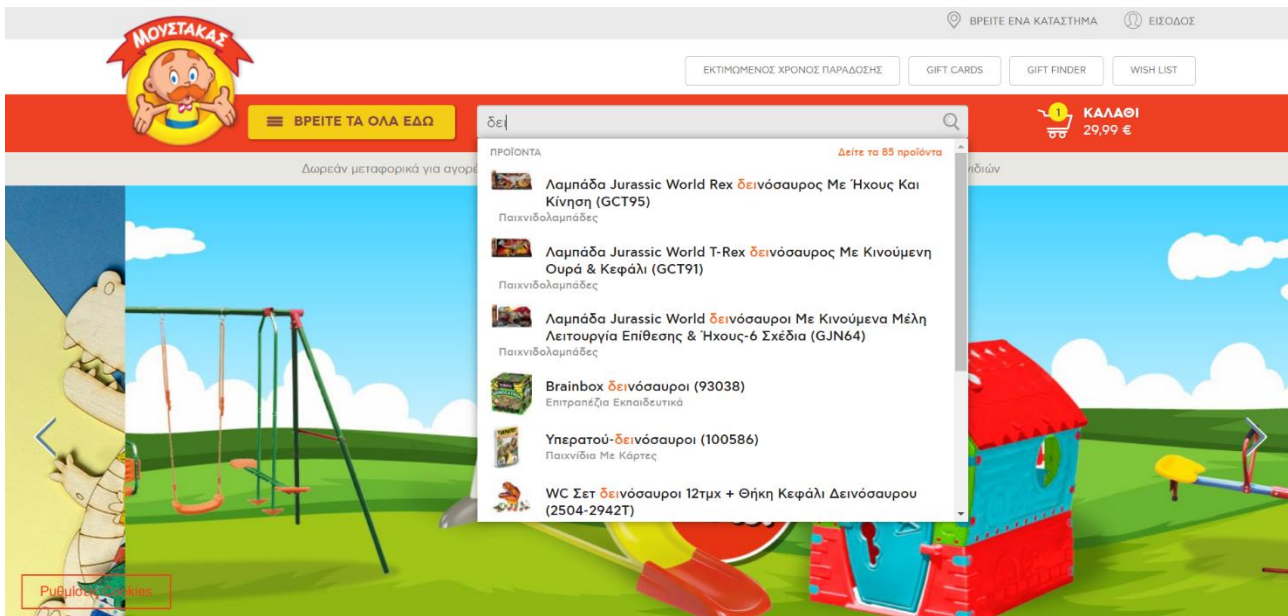 ΒΡΕΙΤΕ ΕΝΑ ΚΑΤΑΣΤΗΜΑ
ΕΙΣΟΔΟΣ
ΜΟΥΣΤΑΚΑΣ
ΕΚΤΙΜΩΜΕΝΟΣ ΧΡΟΝΟΣ ΠΑΡΑΔΟΣΗΣ
GIFT CARDS
GIFT FINDER
WISH LIST
ΒΡΕΙΤΕ ΤΑ ΟΛΑ ΕΔΩ
δει
1
ΚΑΛΑΘΙ
29,99 €
Δωρεάν μεταφορικά για
ΠΡΟΪΟΝΤΑ
Δείτε τα 85 προϊόντα
Λαμπάδα Jurassic World Rex δεινόσαυρος Με Ήχους Και
Κίνηση (GCT95)
Παιχνιδολαμπάδες
Λαμπάδα Jurassic World T-Rex δεινόσαυρος Με Κινούμενη
Ουρά & Κεφάλι (GCT91)
Παιχνιδολαμπάδες
Λαμπάδα Jurassic World δεινόσαυροι Με Κινούμενα Μέλη
Λειτουργία Επίθεσης & Ήχους-6 Σχέδια (GJN64)
Παιχνιδολαμπάδες
Brainbox δεινόσαυροι (93038)
Επιτραπέζια Εκπαιδευτικά
Υπερατού-δεινόσαυροι (100586)
Παιχνίδια Με Κάρτες
WC Σετ δεινόσαυροι 12τμχ + Θήκη Κεφάλι Δεινόσαυρου
(2504-2942T)
Ρυθμίσεις Cookies